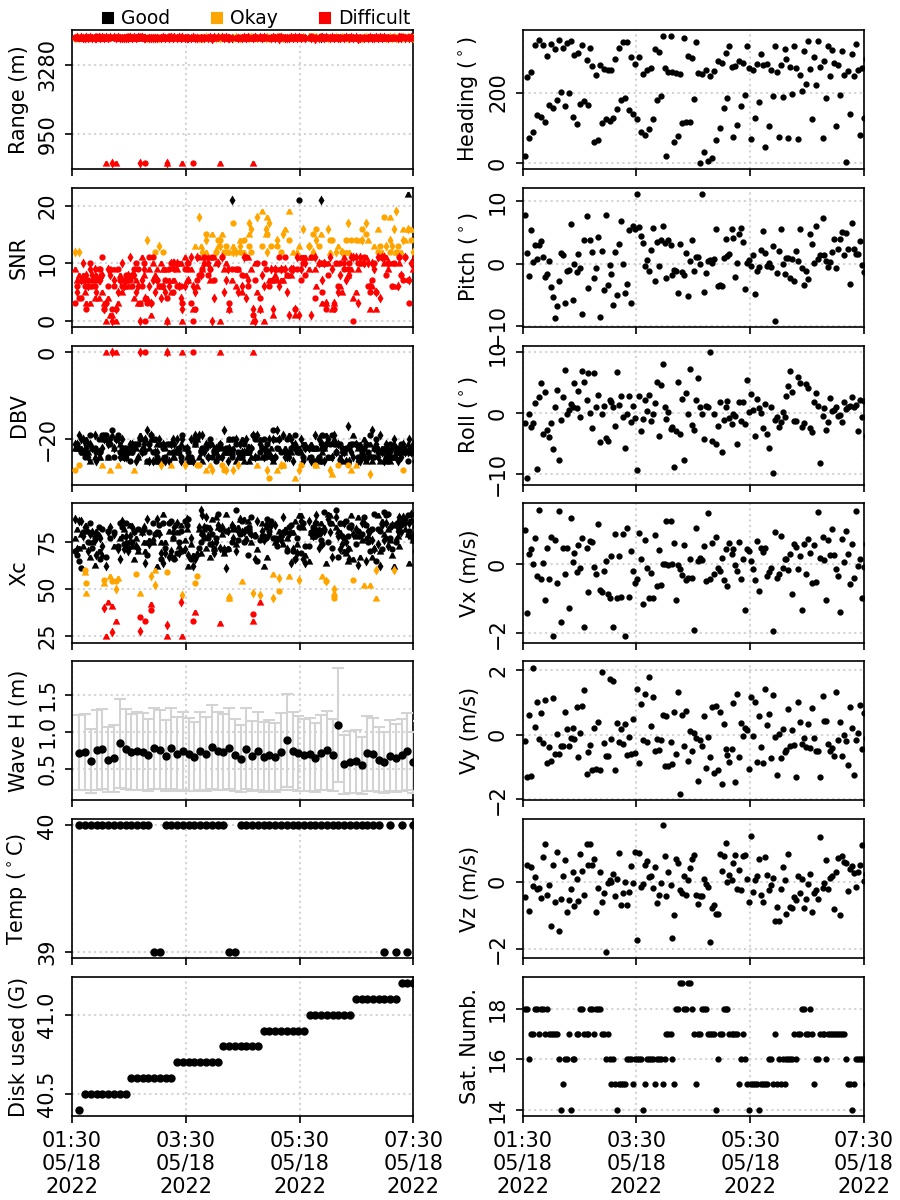 Good Okay Difficult
Range (m)
3280
950
Heading (°)
200
0
SNR
20
10
0
Pitch (°)
10
0
−10
DBV
0
−20
Roll (°)
10
0
−10
Xc
75
50
25
Vx (m/s)
0
−2
Wave H (m)
1.5
1.0
0.5
Vy (m/s)
2
0
−2
Temp (°C)
40
39
Vz (m/s)
0
−2
Disk used (G)
41.0
40.5
Sat. Numb.
18
16
14
01:30 03:30 05:30 07:30
05/18 05/18 05/18 05/18
2022 2022 2022 2022
01:30 03:30 05:30 07:30
05/18 05/18 05/18 05/18
2022 2022 2022 2022